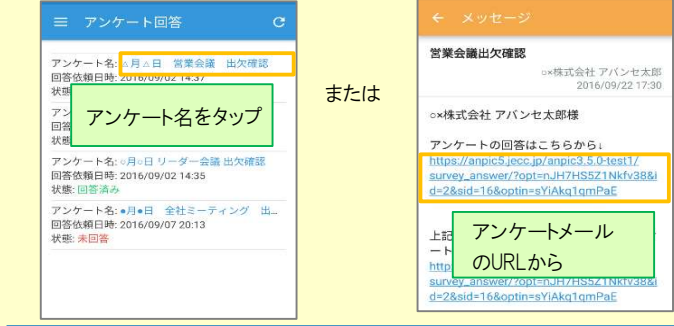 アンケート回答
アンケート名: △月△日 営業会議 出欠確認
回答依頼日時: 2016/09/02 14:37
状態
アン
回答
状態
アンケート名をタップ
アンケート名: ○月○日 リーダー会議 出欠確認
回答依頼日時: 2016/09/02 14:35
状態: 回答済み
アンケート名: ●月●日 全社ミーティング 出...
回答依頼日時: 2016/09/07 20:13
状態: 未回答
または
メッセージ
営業会議出欠確認
○×株式会社 アバンセ太郎
2016/09/22 17:30
○×株式会社 アバンセ太郎様
アンケートの回答はこちらから↓
https://anpic5.jecc.jp/anpic3.5.0-test1/
survey_answer/?opt=nJH7HS5Z1Nkfv38&i
d=2&sid=16&optin=sYiAkq1qmPaE
上記
ート
http
アンケートメール
のURLから
survey_answer/?opt=nJH7HS5Z1Nkfv38&i
d=2&sid=16&optin=sYiAkq1qmPaE